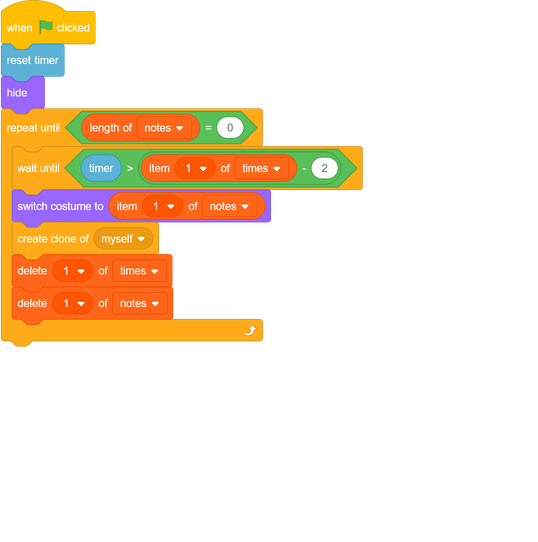 when clicked
reset timer
hide
repeat until length of notes = 0
wait until timer > item 1 of times - 2
switch costume to item 1 of notes
create clone of myself
delete 1 of times
delete 1 of notes